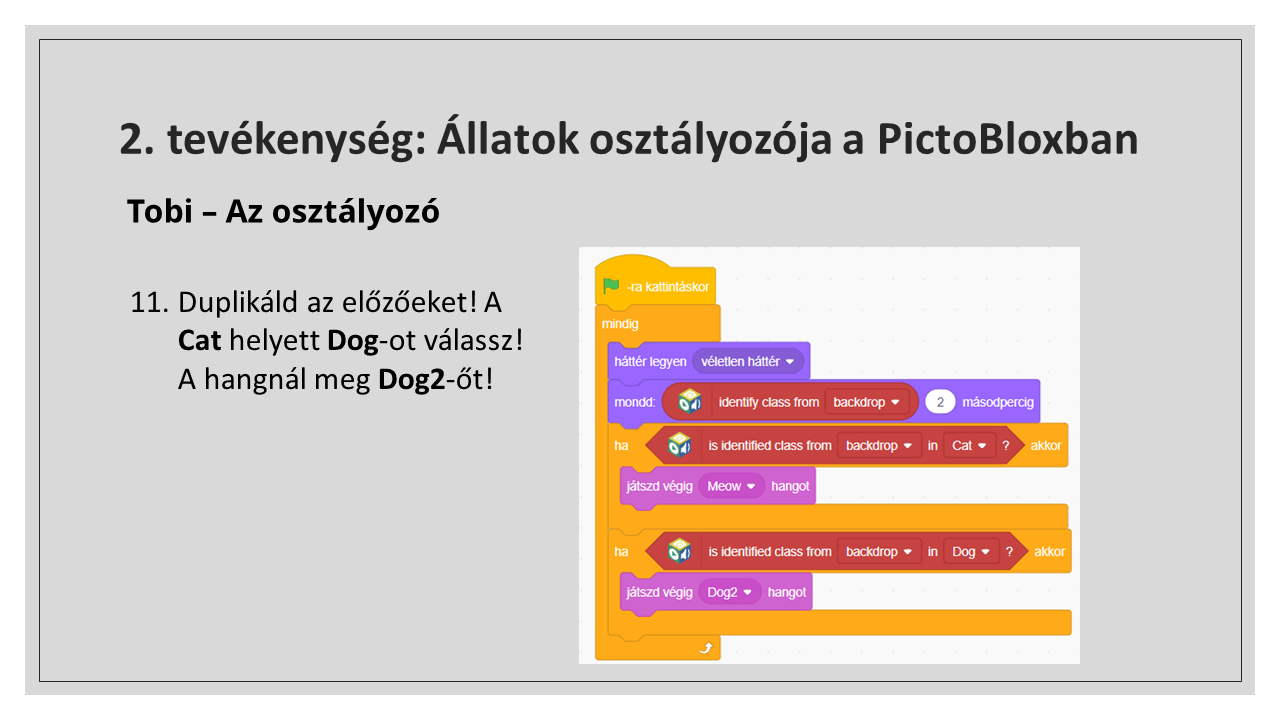 2. tevékenység: Állatok osztályozója a PictoBloxban
Tobi – Az osztályozó
11. Duplikáld az előzőeket! A
Cat helyett Dog-ot válassz!
A hangnál meg Dog2-őt!
-ra kattintáskor
mindig
háttér legyen véletlen háttér
mondd: identify class from backdrop 2 másodpercig
ha is identified class from backdrop in Cat ? akkor
játszd végig Meow hangot
ha is identified class from backdrop in Dog ? akkor
játszd végig Dog2 hangot